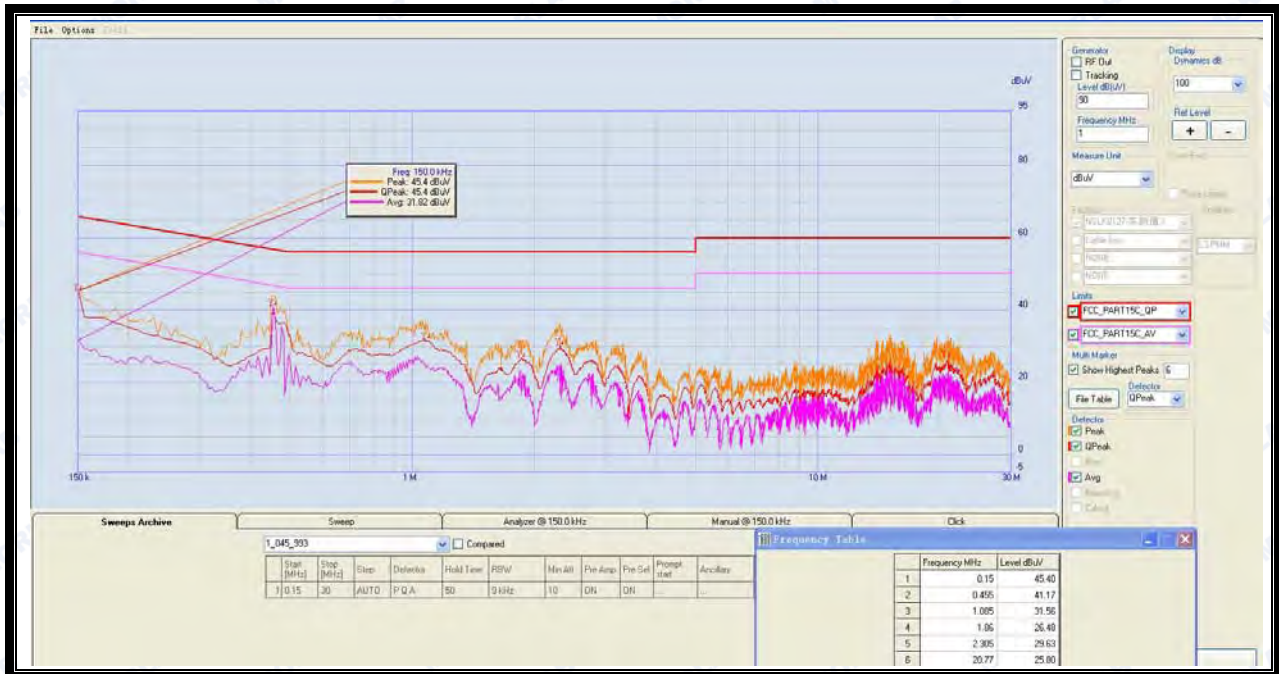 File Options
dBuV
95
80
60
40
20
0
-5
150 k
1 M
10 M
30 M
Freq: 150.0 kHz
Peak: 45.4 dBuV
QPeak: 45.4 dBuV
Avg: 31.82 dBuV
Generator
RF Out
Tracking
Level dB(uV)
90
Frequency MHz
1
Display
Dynamics dB
100
Ref Level
+ -
Measure Unit
dBuV
Limits
FCC_PART15C_QP
FCC_PART15C_AV
Multi Marker
Show Highest Peaks 6
File Table
Detector
QPeak
Detector
Peak
QPeak
Avg
Sweeps Archive
Sweep
Analyzer @ 150.0 kHz
Manual @ 150.0 kHz
Click
1_045_993
Compared
Start [MHz] Stop [MHz] Step Detector Hold Time RBW Min Att Pre Amp Pre Sel Prompt start Ancillary
1 0.15 30 AUTO P Q A 50 9 kHz 10 ON ON ... ...
Frequency Table
Frequency MHz Level dBuV
1 0.15 45.40
2 0.455 41.17
3 1.085 31.56
4 1.86 26.48
5 2.305 29.63
6 20.77 25.80